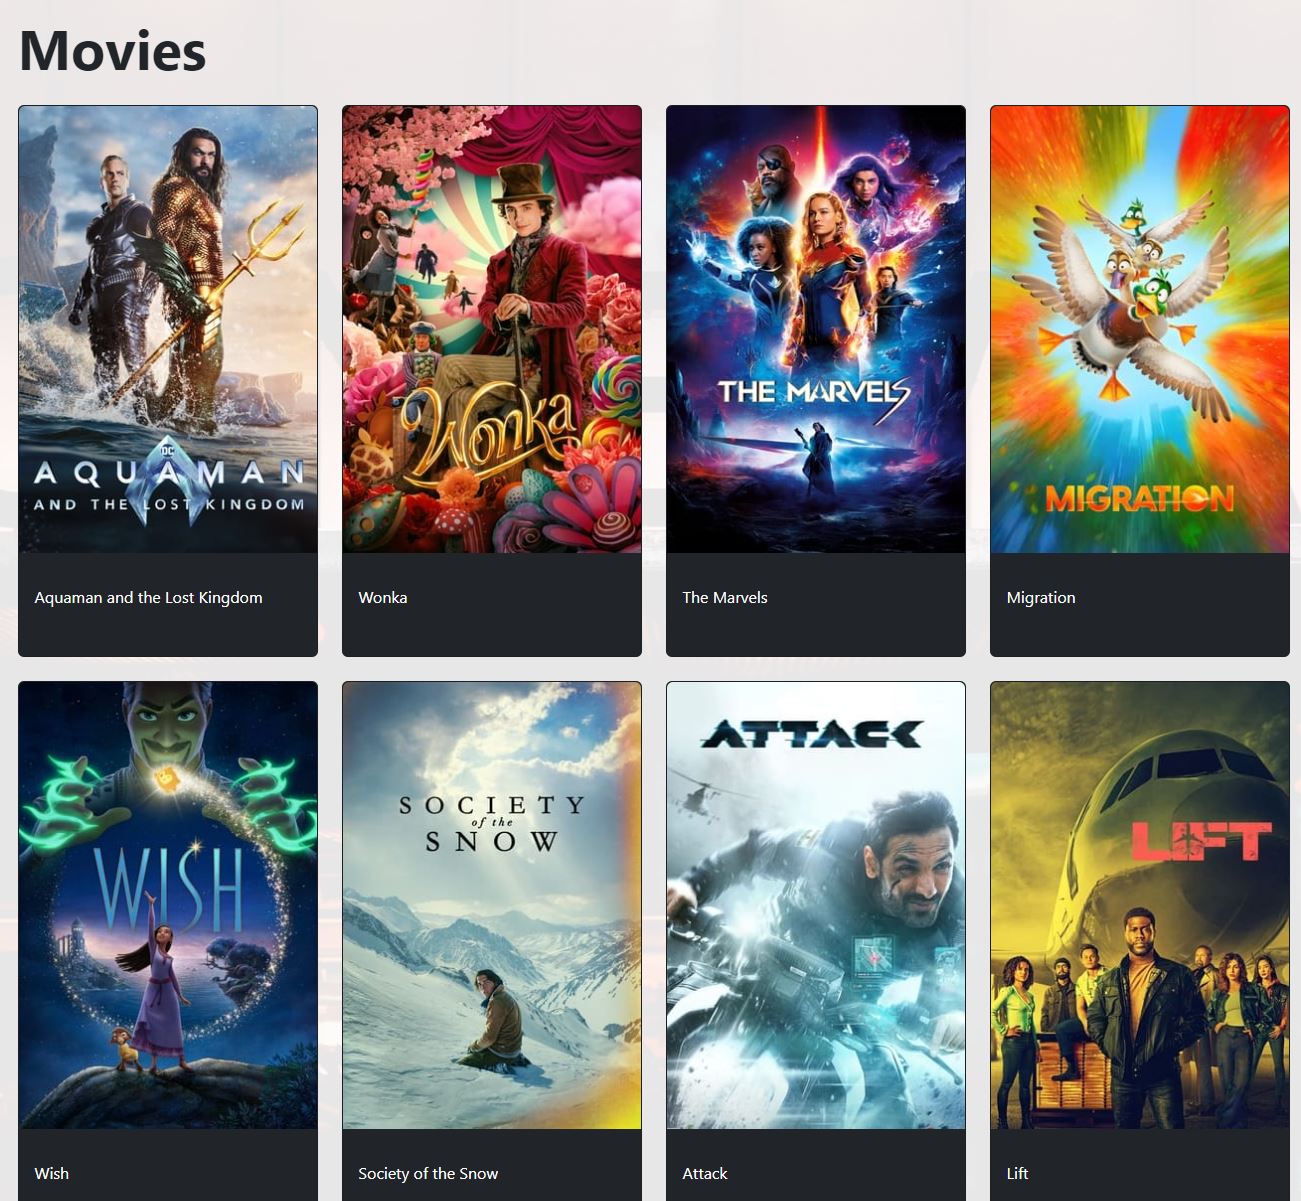 Movies
DC
AQUAMAN
AND THE LOST KINGDOM
Wonka
THE MARVELS
MIGRATION
Aquaman and the Lost Kingdom
Wonka
The Marvels
Migration
WISH
SOCIETY
of the
SNOW
ATTACK
LIFT
Wish
Society of the Snow
Attack
Lift